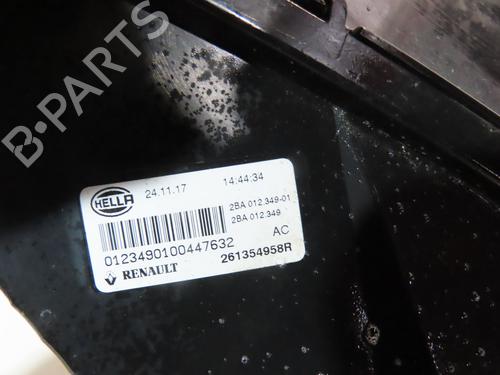 B-PARTS
HELLA
24.11.17 14:44:34
2BA 012.349-01
2BA 012.349
0123490100447632 AC
RENAULT 261354958R